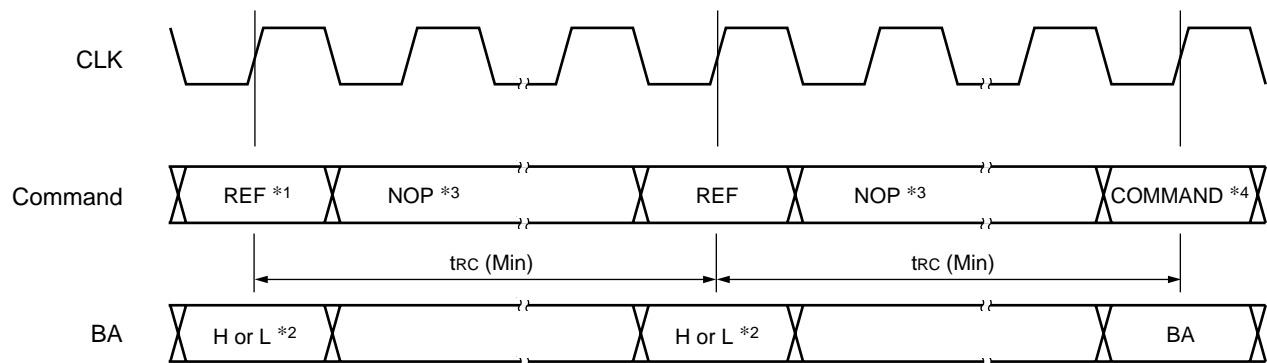 CLK
Command REF *1 NOP *3 REF NOP *3 COMMAND *4
tRC (Min) tRC (Min)
BA H or L *2 H or L *2 BA